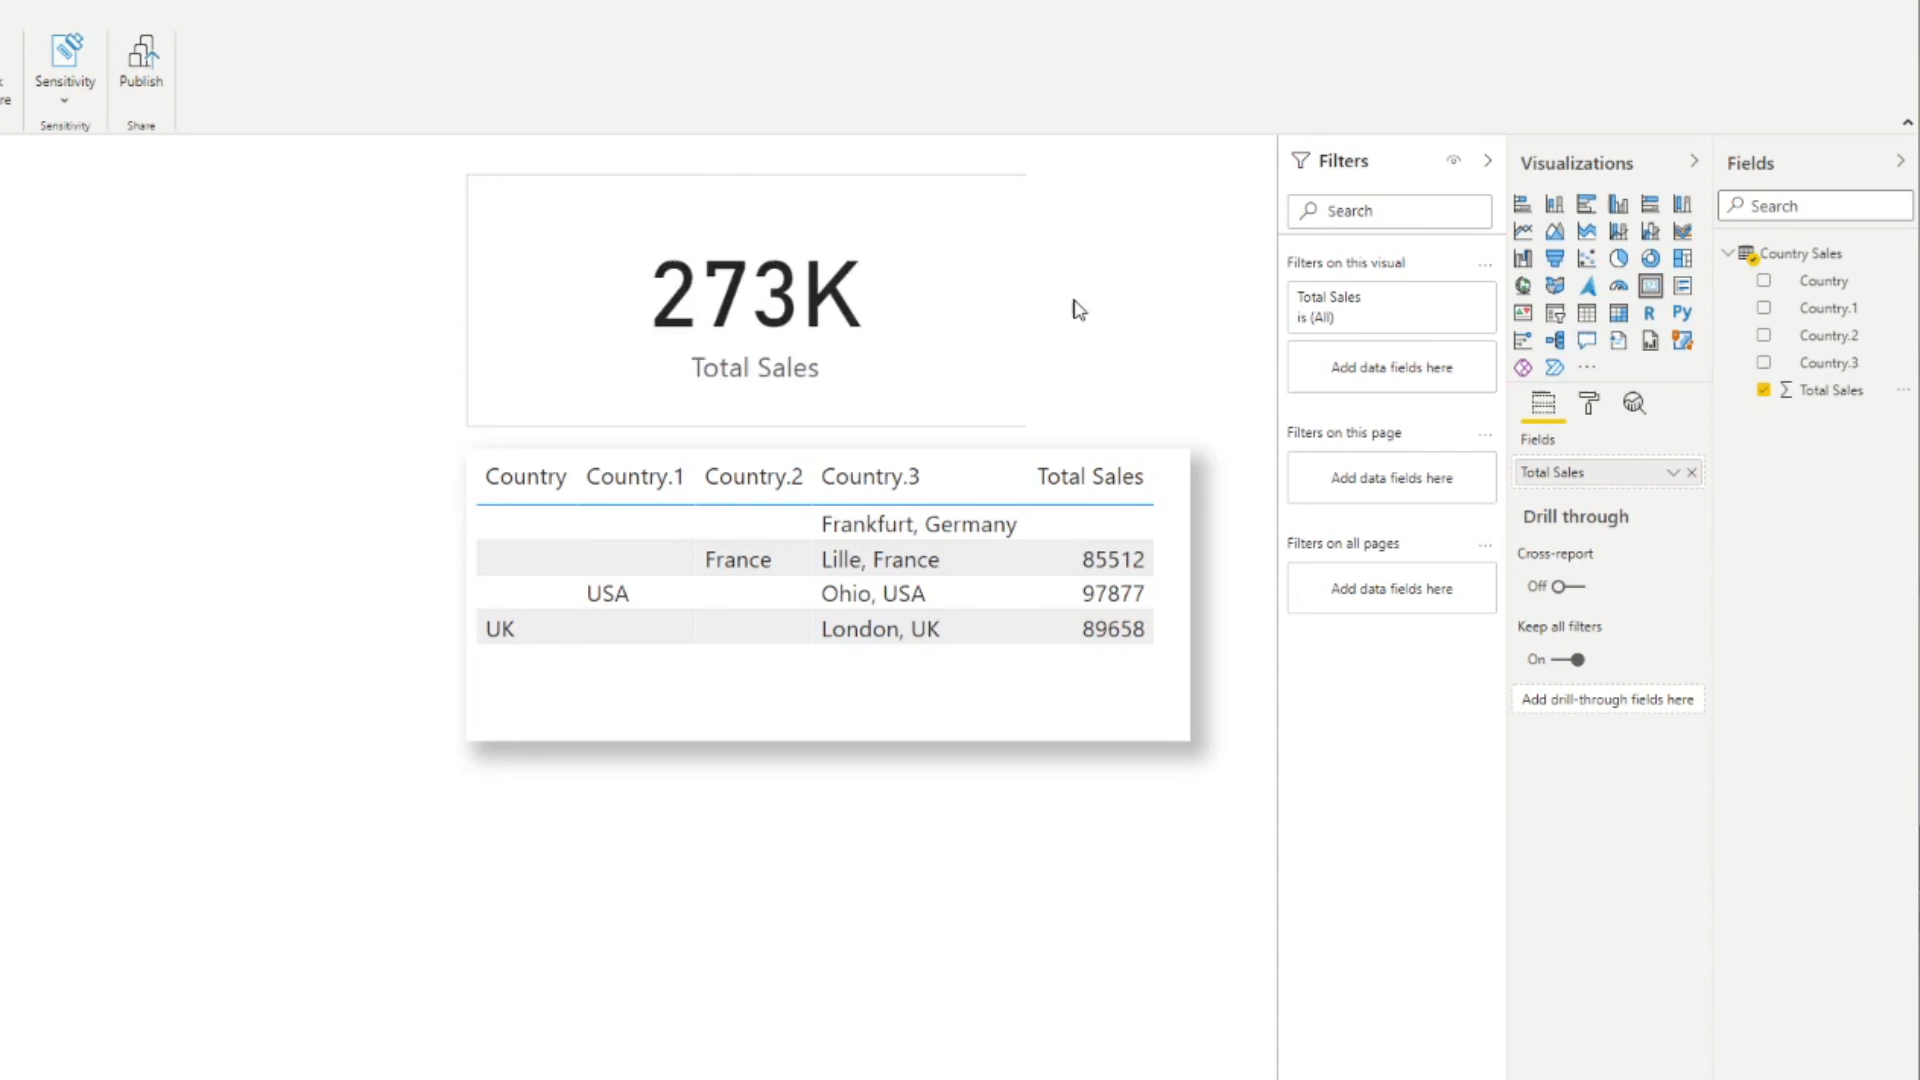 Sensitivity
Publish
re
Sensitivity
Share
Filters
Visualizations
Fields
Search
Search
273K
Total Sales
Filters on this visual
Total Sales
is (All)
Add data fields here
Filters on this page
Add data fields here
Filters on all pages
Add data fields here
R
Py
Fields
Total Sales
Drill through
Cross-report
Off
Keep all filters
On
Add drill-through fields here
Country Sales
Country
Country.1
Country.2
Country.3
Total Sales
Country Country.1 Country.2 Country.3 Total Sales
Frankfurt, Germany
France Lille, France 85512
USA Ohio, USA 97877
UK London, UK 89658